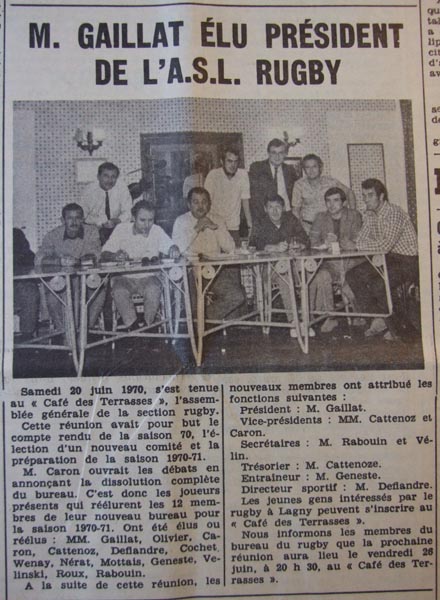 M. GAILLAT ÉLU PRÉSIDENT
DE L'A.S.L. RUGBY
Samedi 20 juin 1970, s'est tenue
au « Café des Terrasses », l'assem-
blée générale de la section rugby.
Cette réunion avait pour but le
compte rendu de la saison 70, l'é-
lection d'un nouveau comité et la
préparation de la saison 1970-71.
M. Caron ouvrait les débats en
annonçant la dissolution complète
du bureau. C'est donc les joueurs
présents qui réélurent les 12 mem-
bres de leur nouveau bureau pour
la saison 1970-71. Ont été élus ou
réélus : MM. Gaillat, Olivier, Ca-
ron, Cattenoz, Deflandre, Cochet,
Wenay, Nérat, Mottais, Geneste, Ve-
linski, Roux, Rabouin.
A la suite de cette réunion, les
nouveaux membres ont attribué les
fonctions suivantes :
Président : M. Gaillat.
Vice-présidents : MM. Cattenoz et
Caron.
Secrétaires : M. Rabouin et Vé-
lin.
Trésorier : M. Cattenoze.
Entraineur : M. Geneste.
Directeur sportif : M. Deflandre.
Les jeunes gens intéressés par le
rugby à Lagny peuvent s'inscrire au
« Café des Terrasses ».
Nous informons les membres du
bureau du rugby que la prochaine
réunion aura lieu le vendredi 26
juin, à 20 h 30, au « Café des Ter-
rasses ».